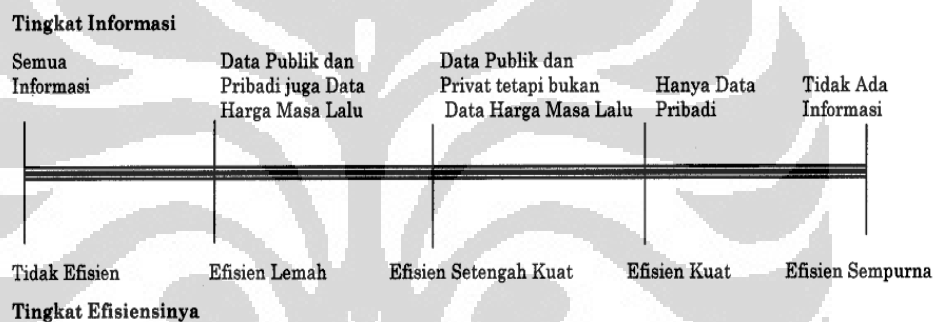 Tingkat Informasi
Semua
Informasi
Data Publik dan
Pribadi juga Data
Harga Masa Lalu
Data Publik dan
Privat tetapi bukan
Data Harga Masa Lalu
Hanya Data
Pribadi
Tidak Ada
Informasi
Tidak Efisien
Efisien Lemah
Efisien Setengah Kuat
Efisien Kuat
Efisien Sempurna
Tingkat Efisiensinya